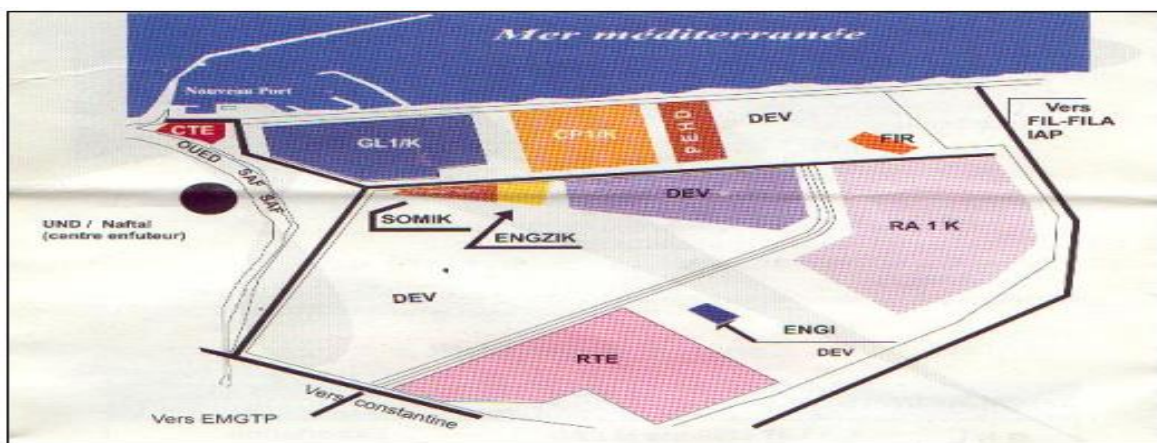 Mer méditerranée
Nouveau Port
CTE
OUED
SAF SAF
GL1/K
CP1/K
PEHD
DEV
FIR
Vers
FIL-FILA
IAP
UND / Naftal
(centre enfuteur)
SOMIK
ENGZIK
DEV
RA 1 K
DEV
ENGI
DEV
RTE
Vers constantine
Vers EMGTP